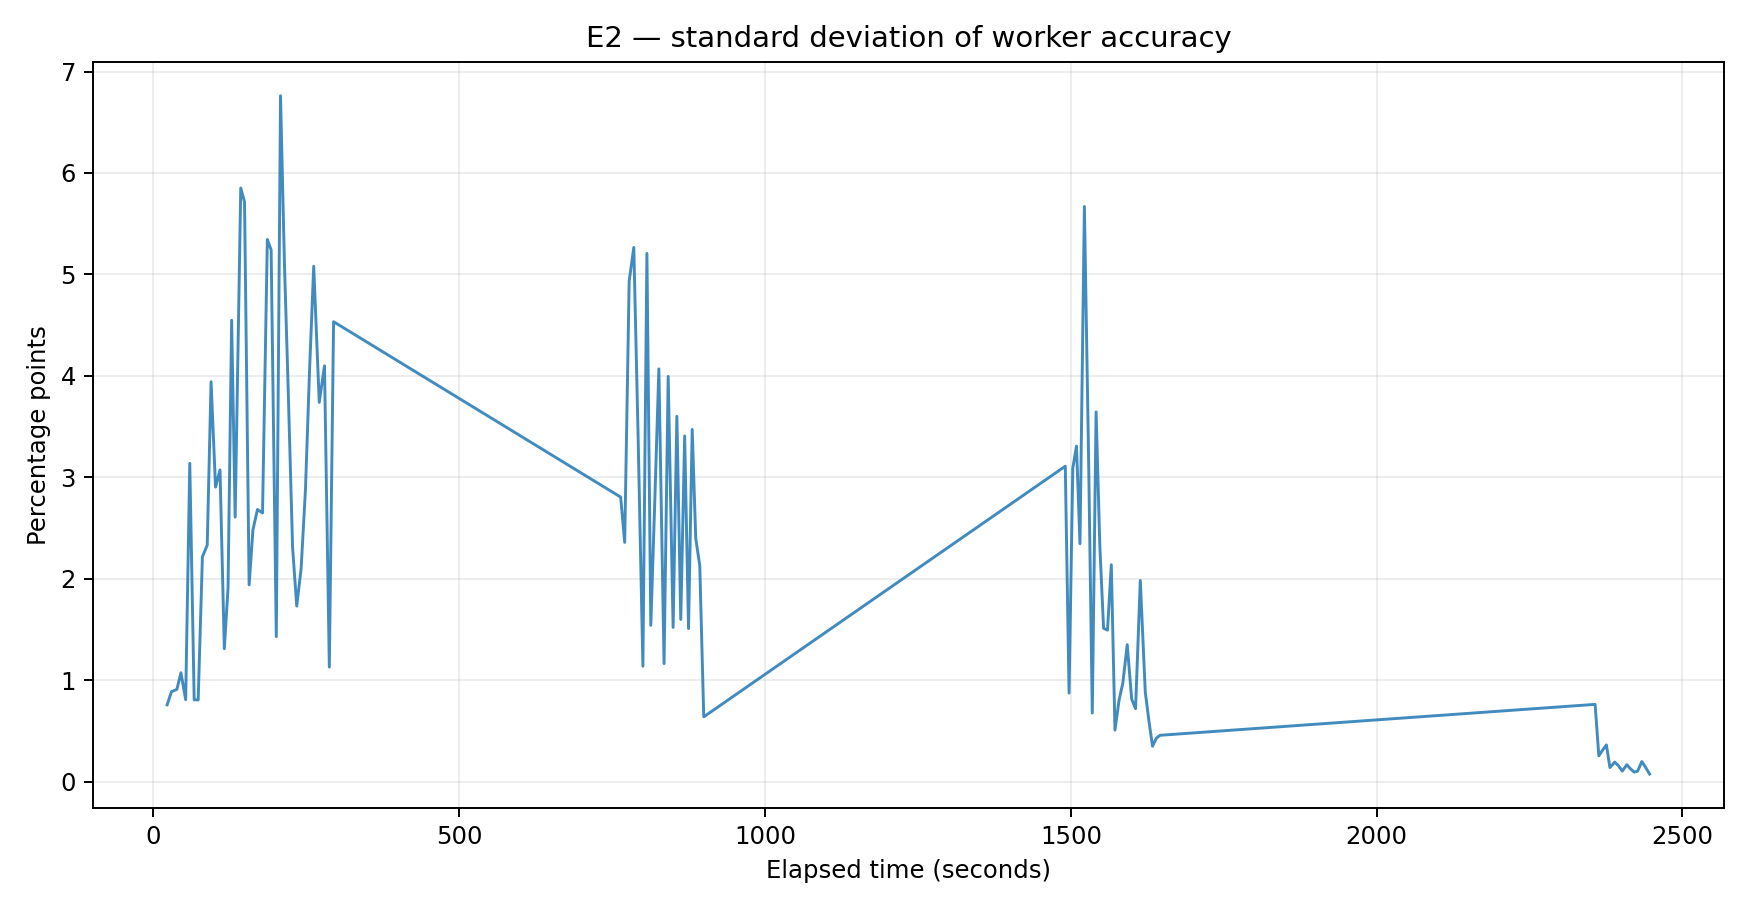 E2 — standard deviation of worker accuracy
Percentage points
7
6
5
4
3
2
1
0
0 500 1000 1500 2000 2500
Elapsed time (seconds)